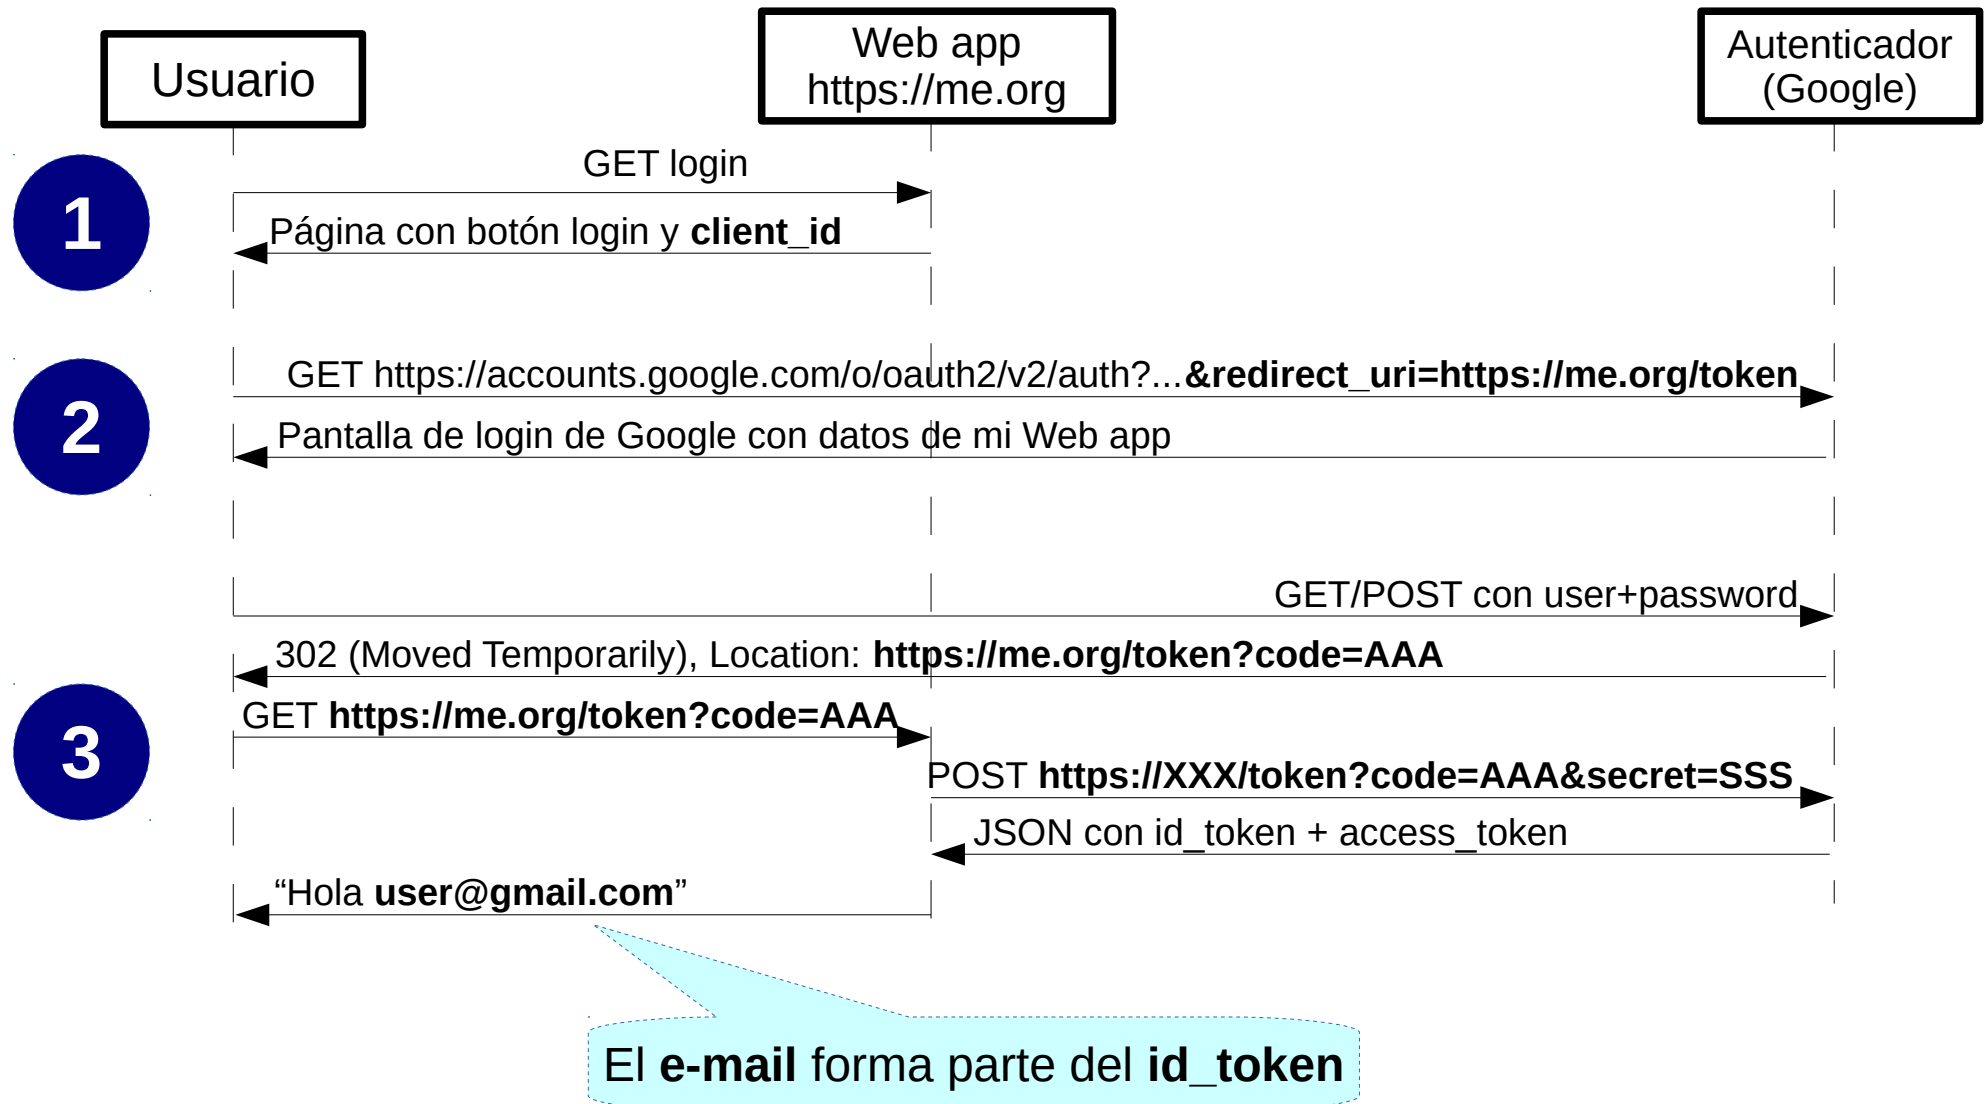 Usuario
Web app
https://me.org
Autenticador
(Google)
1
GET login
Página con botón login y client_id
2
GET https://accounts.google.com/o/oauth2/v2/auth?...&redirect_uri=https://me.org/token
Pantalla de login de Google con datos de mi Web app
GET/POST con user+password
302 (Moved Temporarily), Location: https://me.org/token?code=AAA
3
GET https://me.org/token?code=AAA
POST https://XXX/token?code=AAA&secret=SSS
JSON con id_token + access_token
“Hola user@gmail.com”
El e-mail forma parte del id_token